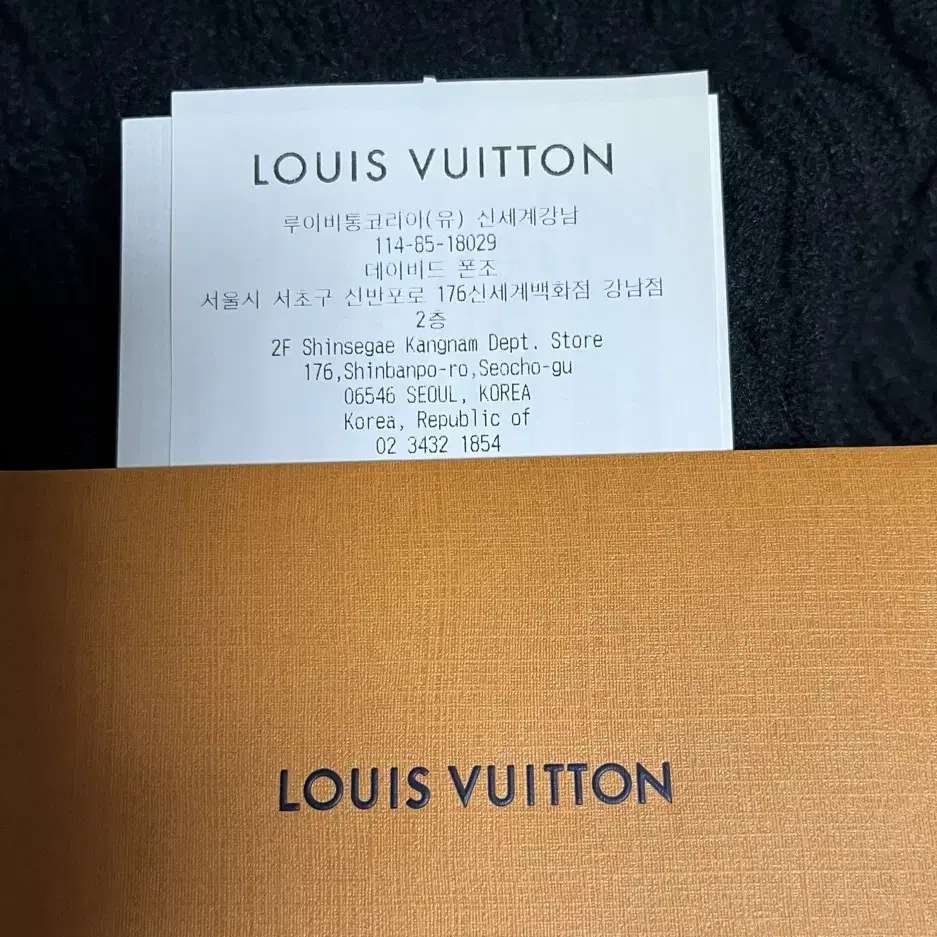 LOUIS VUITTON
루이비통코리아(유) 신세계강남
114-85-18029
데이비드 폰조
서울시 서초구 신반포로 176신세계백화점 강남점
2층
2F Shinsegae Kangnam Dept. Store
176,Shinbanpo-ro,Seocho-gu
06546 SEOUL, KOREA
Korea, Republic of
02 3432 1854
LOUIS VUITTON